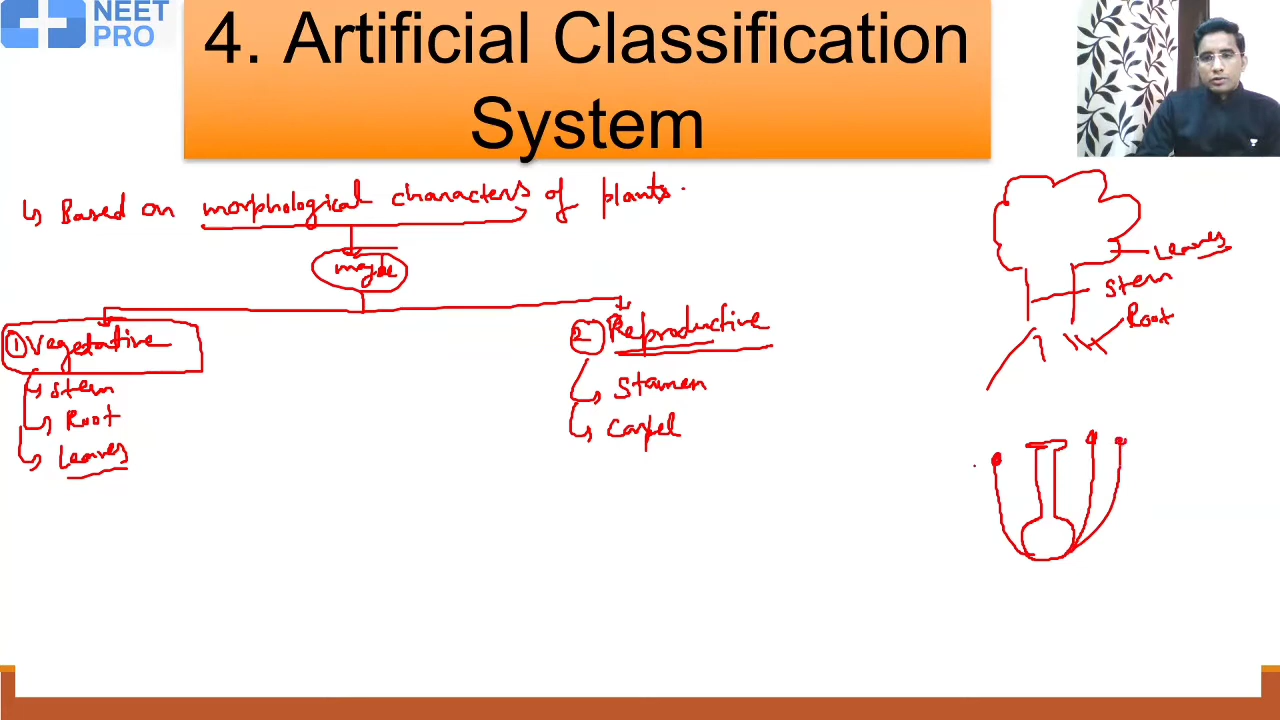 NEET
PRO
4. Artificial Classification
System
Based on morphological characters of plants.
maybe
① Vegetative
Stem
Root
Leaves
② Reproductive
Stamen
Carpel
Leaves
Stem
Root